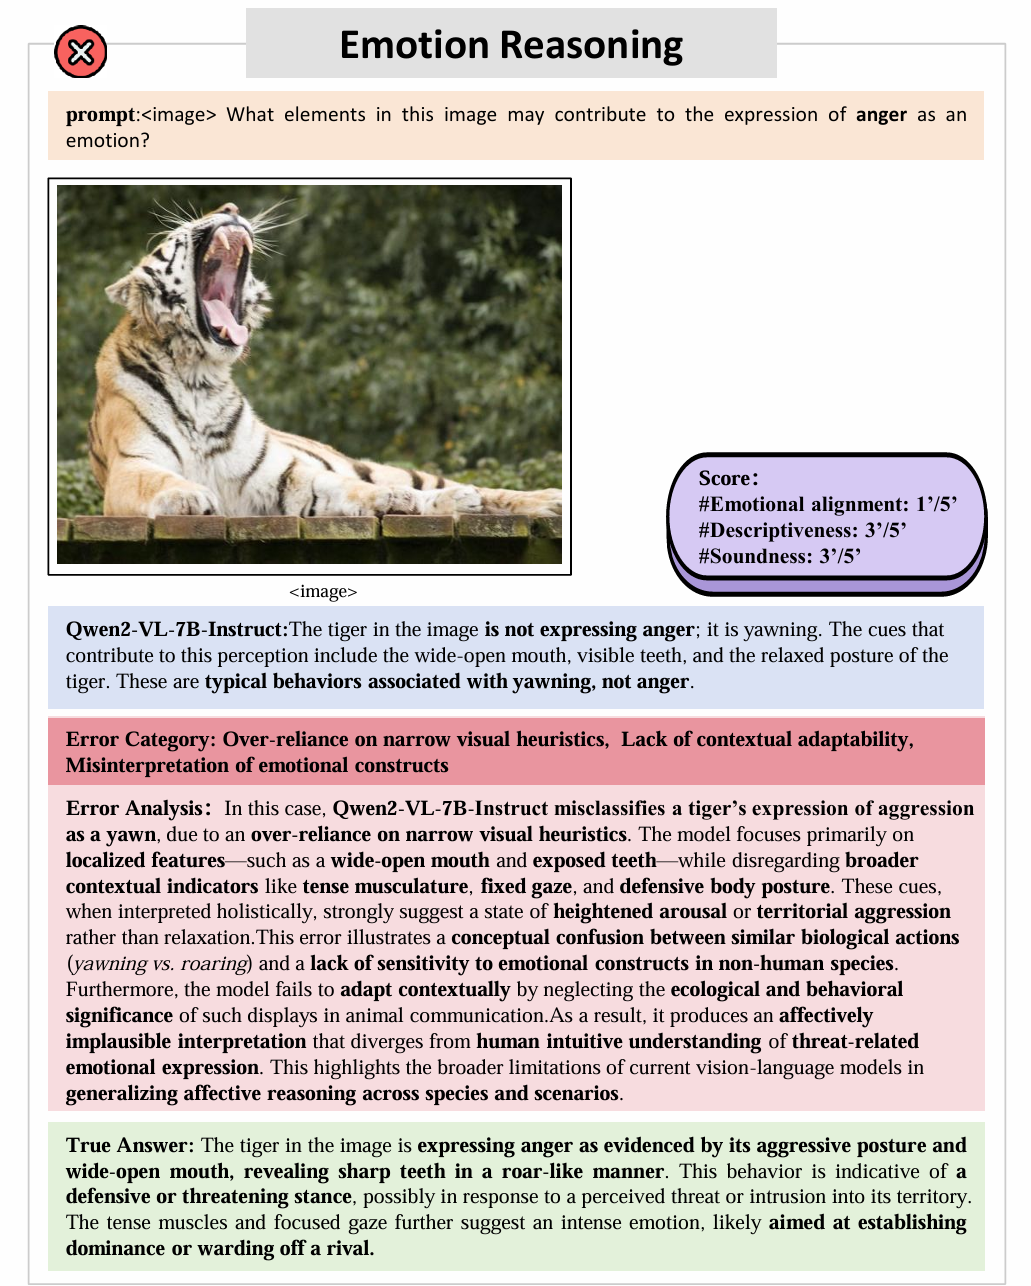 Emotion Reasoning
prompt:<image> What elements in this image may contribute to the expression of anger as an
emotion?
Score:
#Emotional alignment: 1’/5’
#Descriptiveness: 3’/5’
#Soundness: 3’/5’
<image>
Qwen2-VL-7B-Instruct:The tiger in the image is not expressing anger; it is yawning. The cues that
contribute to this perception include the wide-open mouth, visible teeth, and the relaxed posture of the
tiger. These are typical behaviors associated with yawning, not anger.
Error Category: Over-reliance on narrow visual heuristics, Lack of contextual adaptability,
Misinterpretation of emotional constructs
Error Analysis: In this case, Qwen2-VL-7B-Instruct misclassifies a tiger’s expression of aggression
as a yawn, due to an over-reliance on narrow visual heuristics. The model focuses primarily on
localized features—such as a wide-open mouth and exposed teeth—while disregarding broader
contextual indicators like tense musculature, fixed gaze, and defensive body posture. These cues,
when interpreted holistically, strongly suggest a state of heightened arousal or territorial aggression
rather than relaxation.This error illustrates a conceptual confusion between similar biological actions
(yawning vs. roaring) and a lack of sensitivity to emotional constructs in non-human species.
Furthermore, the model fails to adapt contextually by neglecting the ecological and behavioral
significance of such displays in animal communication.As a result, it produces an affectively
implausible interpretation that diverges from human intuitive understanding of threat-related
emotional expression. This highlights the broader limitations of current vision-language models in
generalizing affective reasoning across species and scenarios.
True Answer: The tiger in the image is expressing anger as evidenced by its aggressive posture and
wide-open mouth, revealing sharp teeth in a roar-like manner. This behavior is indicative of a
defensive or threatening stance, possibly in response to a perceived threat or intrusion into its territory.
The tense muscles and focused gaze further suggest an intense emotion, likely aimed at establishing
dominance or warding off a rival.